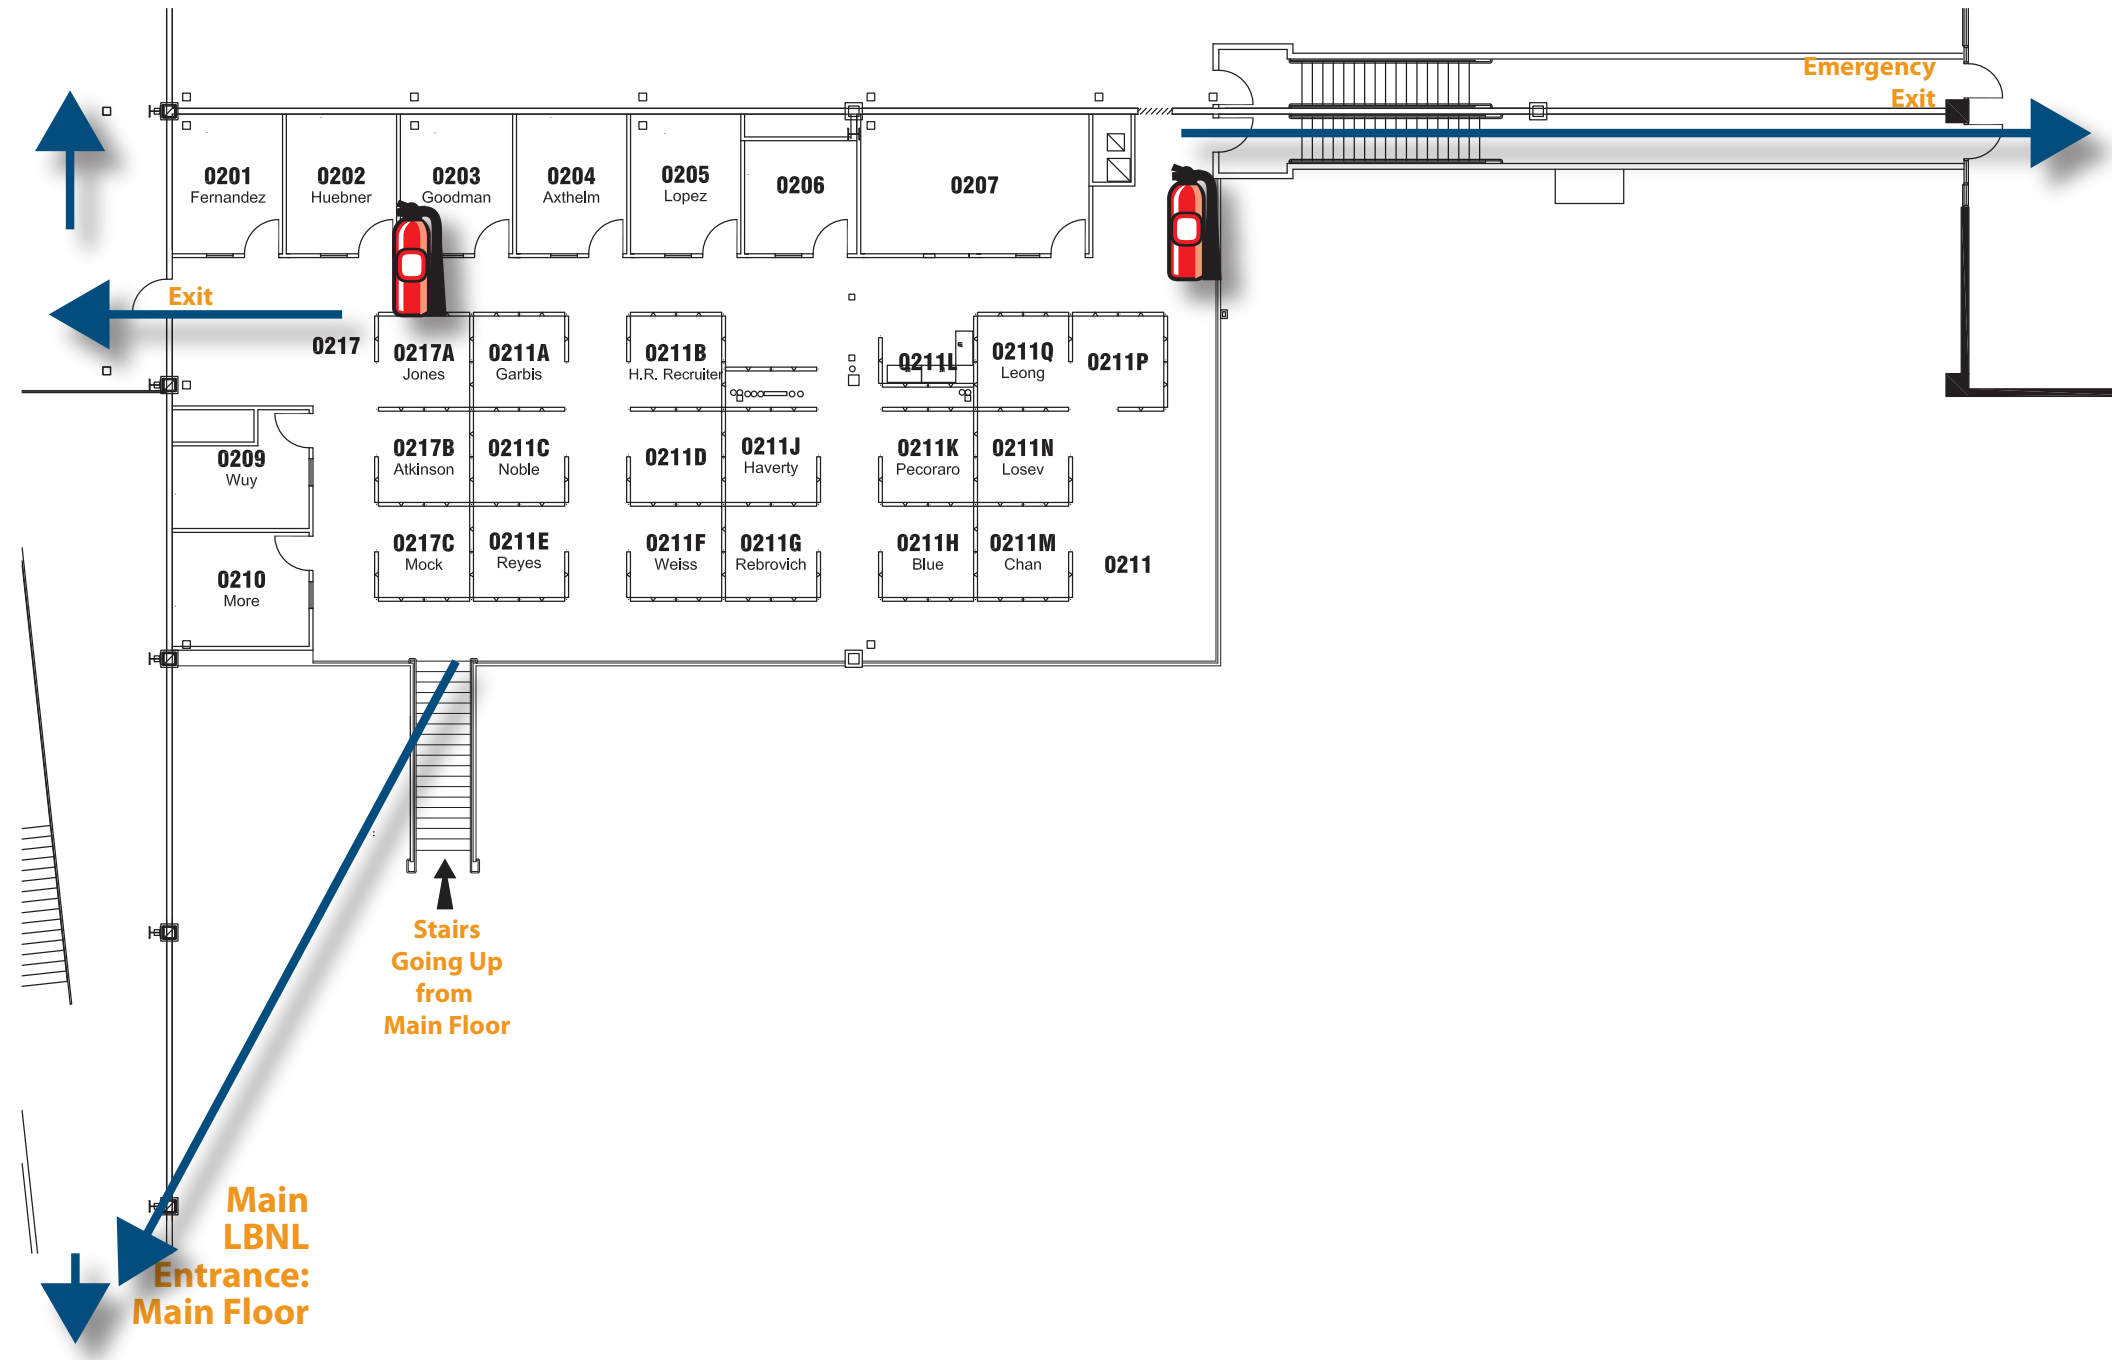 Emergency
Exit
0201
Fernandez
0202
Huebner
0203
Goodman
0204
Axthelm
0205
Lopez
0206
0207
Exit
0217
0217A
Jones
0211A
Garbis
0211B
H.R. Recruiter
0211L
0211Q
Leong
0211P
0209
Wuy
0217B
Atkinson
0211C
Noble
0211D
0211J
Haverty
0211K
Pecoraro
0211N
Losev
0210
More
0217C
Mock
0211E
Reyes
0211F
Weiss
0211G
Rebrovich
0211H
Blue
0211M
Chan
0211
Stairs
Going Up
from
Main Floor
Main
LBNL
Entrance:
Main Floor